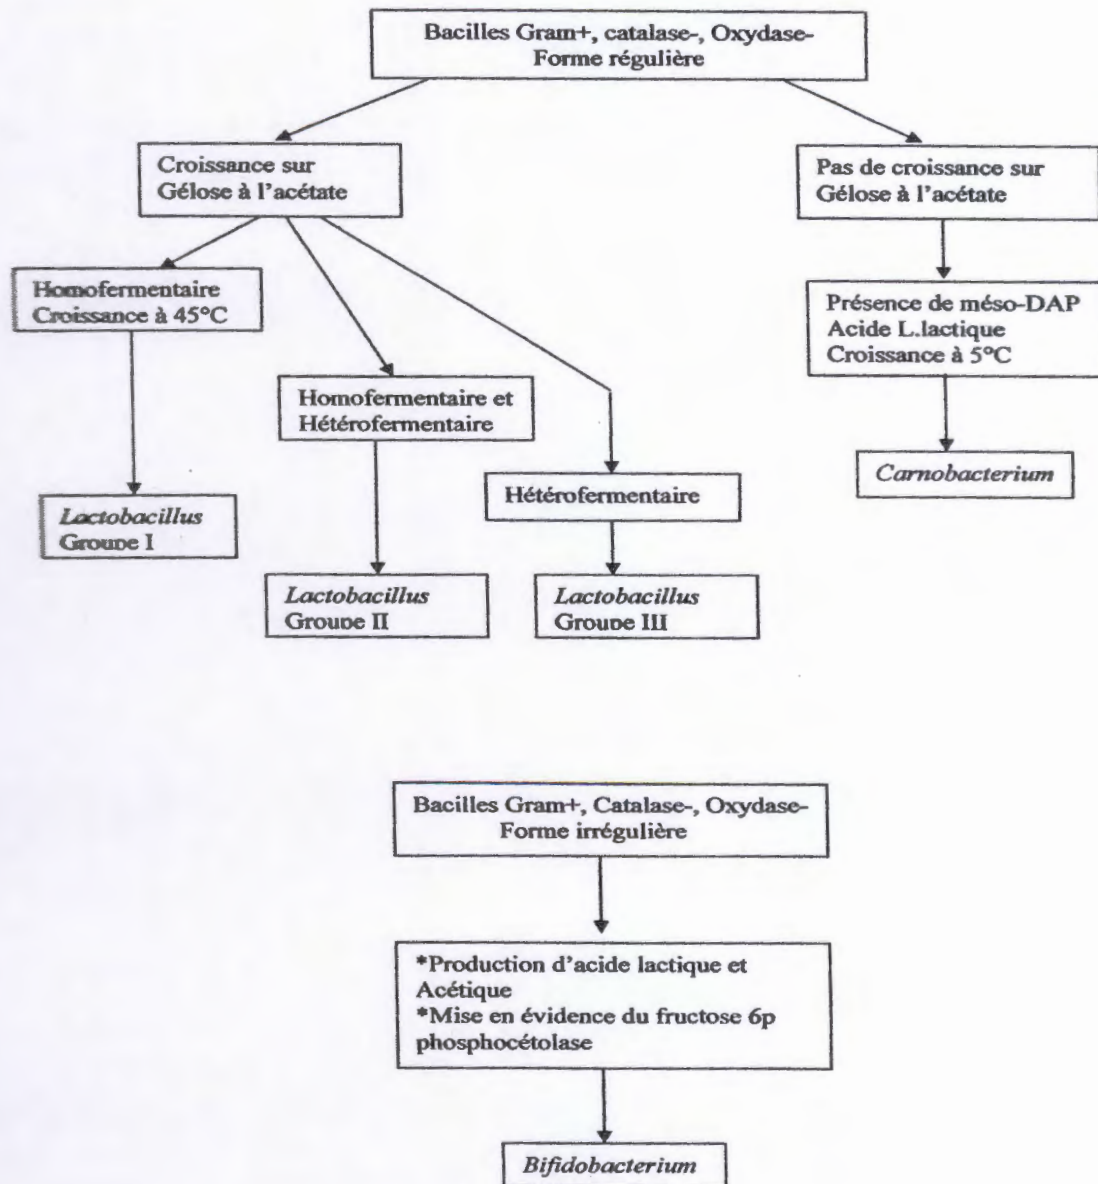 Bacilles Gram+, catalase-, Oxydase-
Forme régulière
Croissance sur
Gélose à l'acétate
Pas de croissance sur
Gélose à l'acétate
Homofermentaire
Croissance à 45°C
Présence de méso-DAP
Acide L.lactique
Croissance à 5°C
Homofermentaire et
Hétérofermentaire
Carnobacterium
Hétérofermentaire
Lactobacillus
Groupe I
Lactobacillus
Groupe II
Lactobacillus
Groupe III
Bacilles Gram+, Catalase-, Oxydase-
Forme irrégulière
*Production d'acide lactique et
Acétique
*Mise en évidence du fructose 6p
phosphocétolase
Bifidobacterium